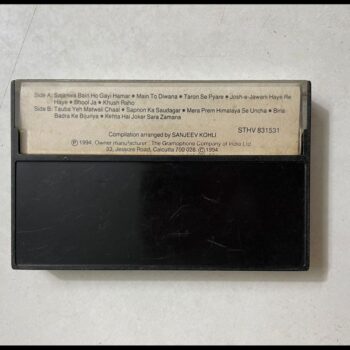 Side A: Sajanwa Bairi Ho Gayi Hamar • Main To Diwana • Taron Se Pyare • Josh-e-Jawani Haye Re
Haye • Bhool Ja • Khush Raho
Side B: Tauba Yeh Matwali Chaal • Sapnon Ka Saudagar • Mera Prem Himalaya Se Uncha • Biria-
Badra Ke Bijuriya • Kehta Hai Jokar Sara Zamana
Compilation arranged by SANJEEV KOHLI
STHV 831531
℗ 1994. Owner manufacturer: The Gramophone Company of India Ltd.
33, Jessore Road, Calcutta 700 028. © 1994